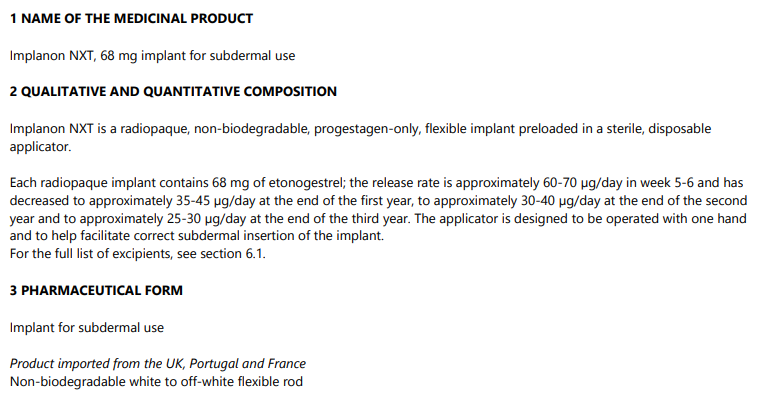 1 NAME OF THE MEDICINAL PRODUCT
Implanon NXT, 68 mg implant for subdermal use
2 QUALITATIVE AND QUANTITATIVE COMPOSITION
Implanon NXT is a radiopaque, non-biodegradable, progestagen-only, flexible implant preloaded in a sterile, disposable
applicator.
Each radiopaque implant contains 68 mg of etonogestrel; the release rate is approximately 60-70 µg/day in week 5-6 and has
decreased to approximately 35-45 µg/day at the end of the first year, to approximately 30-40 µg/day at the end of the second
year and to approximately 25-30 µg/day at the end of the third year. The applicator is designed to be operated with one hand
and to help facilitate correct subdermal insertion of the implant.
For the full list of excipients, see section 6.1.
3 PHARMACEUTICAL FORM
Implant for subdermal use
Product imported from the UK, Portugal and France
Non-biodegradable white to off-white flexible rod